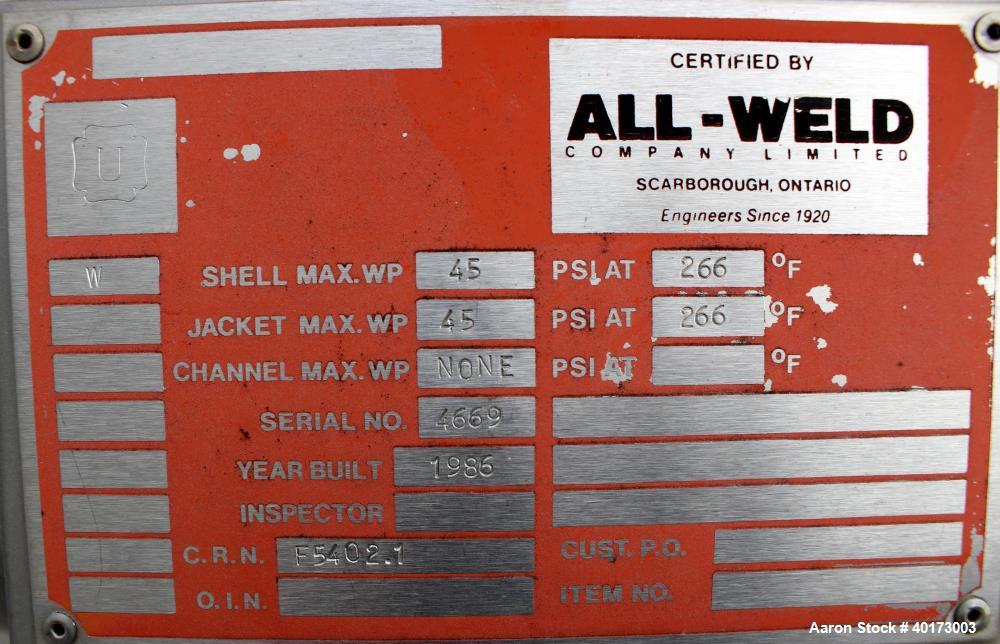 CERTIFIED BY
ALL-WELD
COMPANY LIMITED
SCARBOROUGH, ONTARIO
Engineers Since 1920
U
W SHELL MAX. WP 45 PSI AT 266 °F
JACKET MAX. WP 45 PSI AT 266 °F
CHANNEL MAX. WP NONE PSI AT °F
SERIAL NO. 4669
YEAR BUILT 1986
INSPECTOR
C.R.N. F5402.1 CUST. P.O.
O.I.N. ITEM NO.
Aaron Stock # 40173003